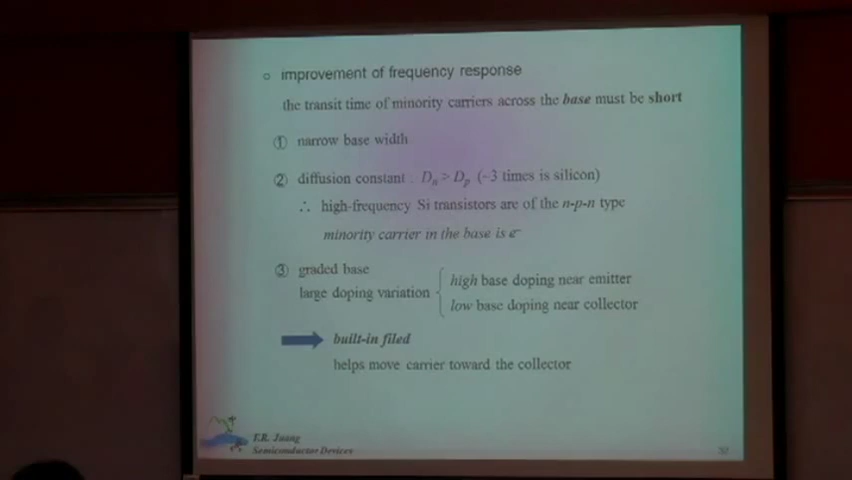 ○ improvement of frequency response
the transit time of minority carriers across the base must be short
① narrow base width
② diffusion constant : Dn > Dp (~3 times is silicon)
∴ high-frequency Si transistors are of the n-p-n type
minority carrier in the base is e⁻
③ graded base
large doping variation { high base doping near emitter
low base doping near collector
built-in filed
helps move carrier toward the collector
Semiconductor Devices